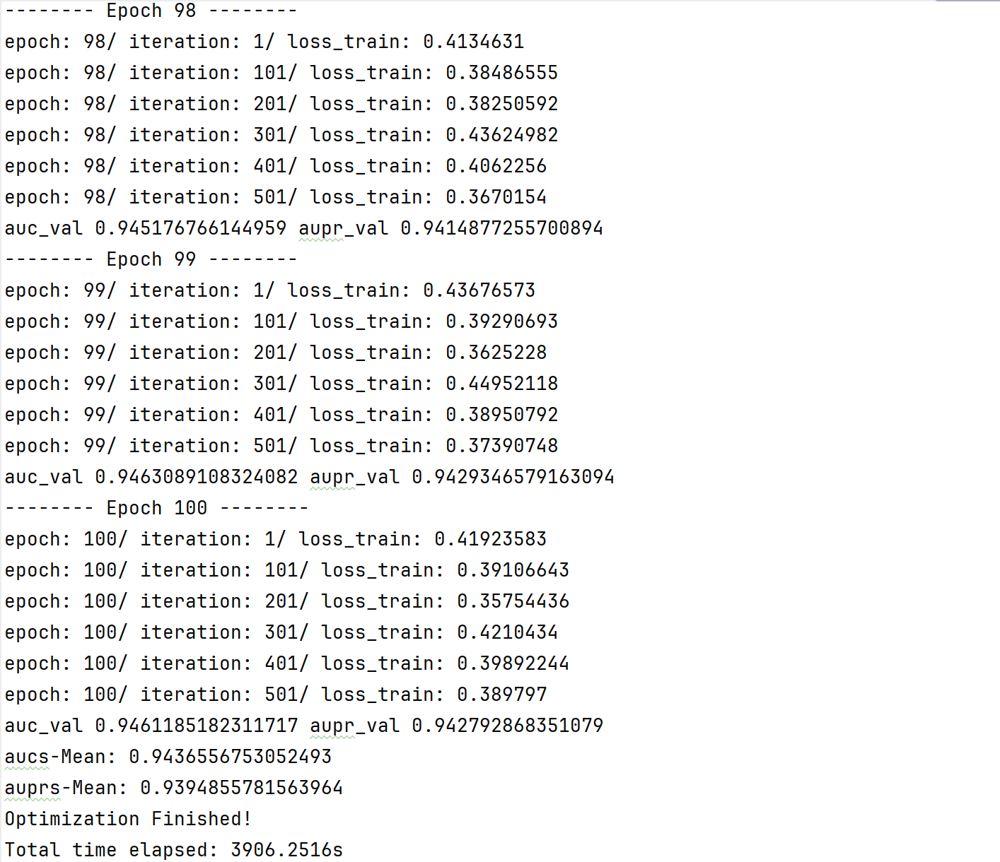 -------- Epoch 98 --------
epoch: 98/ iteration: 1/ loss_train: 0.4134631
epoch: 98/ iteration: 101/ loss_train: 0.38486555
epoch: 98/ iteration: 201/ loss_train: 0.38250592
epoch: 98/ iteration: 301/ loss_train: 0.43624982
epoch: 98/ iteration: 401/ loss_train: 0.4062256
epoch: 98/ iteration: 501/ loss_train: 0.3670154
auc_val 0.945176766144959 aupr_val 0.9414877255700894
-------- Epoch 99 --------
epoch: 99/ iteration: 1/ loss_train: 0.43676573
epoch: 99/ iteration: 101/ loss_train: 0.39290693
epoch: 99/ iteration: 201/ loss_train: 0.3625228
epoch: 99/ iteration: 301/ loss_train: 0.44952118
epoch: 99/ iteration: 401/ loss_train: 0.38950792
epoch: 99/ iteration: 501/ loss_train: 0.37390748
auc_val 0.9463089108324082 aupr_val 0.9429346579163094
-------- Epoch 100 --------
epoch: 100/ iteration: 1/ loss_train: 0.41923583
epoch: 100/ iteration: 101/ loss_train: 0.39106643
epoch: 100/ iteration: 201/ loss_train: 0.35754436
epoch: 100/ iteration: 301/ loss_train: 0.4210434
epoch: 100/ iteration: 401/ loss_train: 0.39892244
epoch: 100/ iteration: 501/ loss_train: 0.389797
auc_val 0.9461185182311717 aupr_val 0.942792868351079
aucs-Mean: 0.9436556753052493
auprs-Mean: 0.9394855781563964
Optimization Finished!
Total time elapsed: 3906.2516s